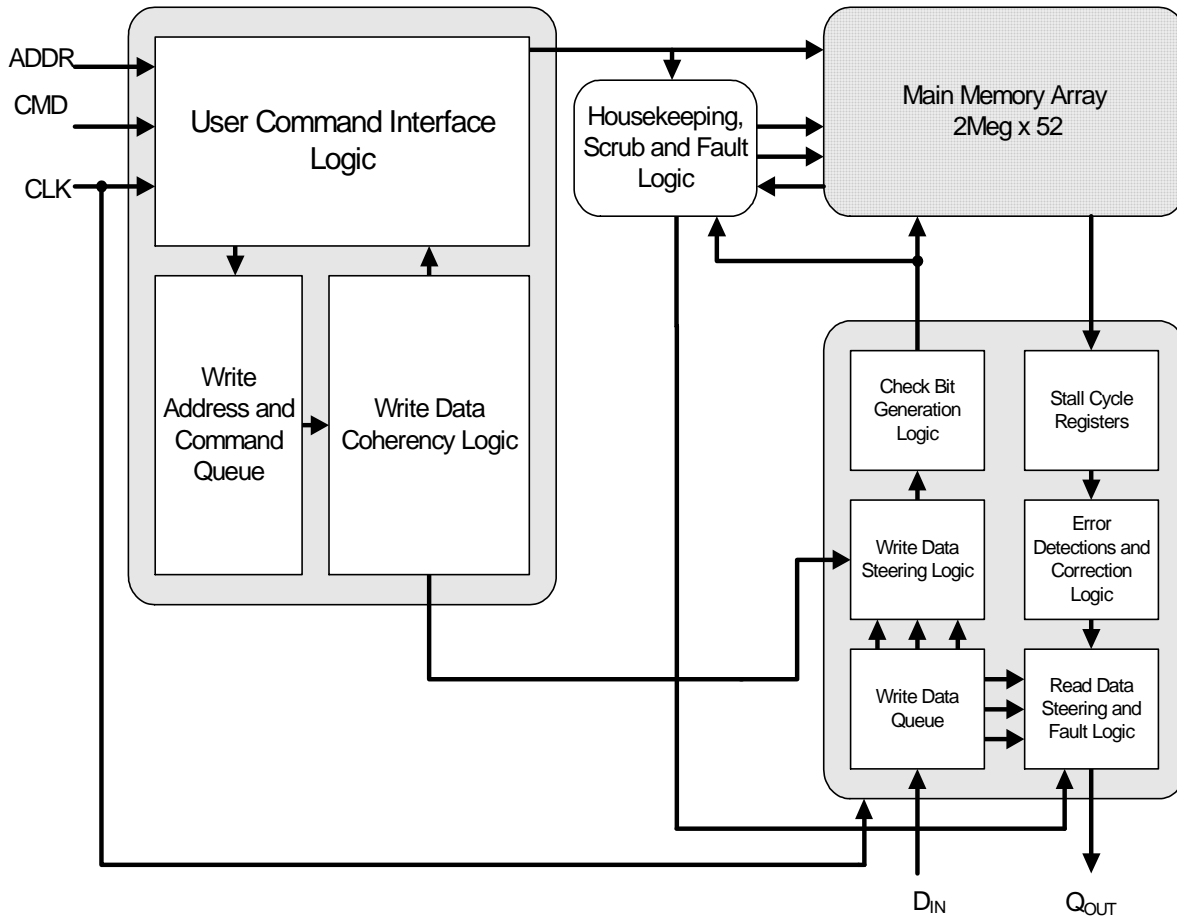 ADDR
CMD
CLK
User Command Interface
Logic
Housekeeping,
Scrub and Fault
Logic
Main Memory Array
2Meg x 52
Write
Address and
Command
Queue
Write Data
Coherency Logic
Check Bit
Generation
Logic
Stall Cycle
Registers
Write Data
Steering Logic
Error
Detections and
Correction
Logic
Write Data
Queue
Read Data
Steering and
Fault Logic
DIN
QOUT